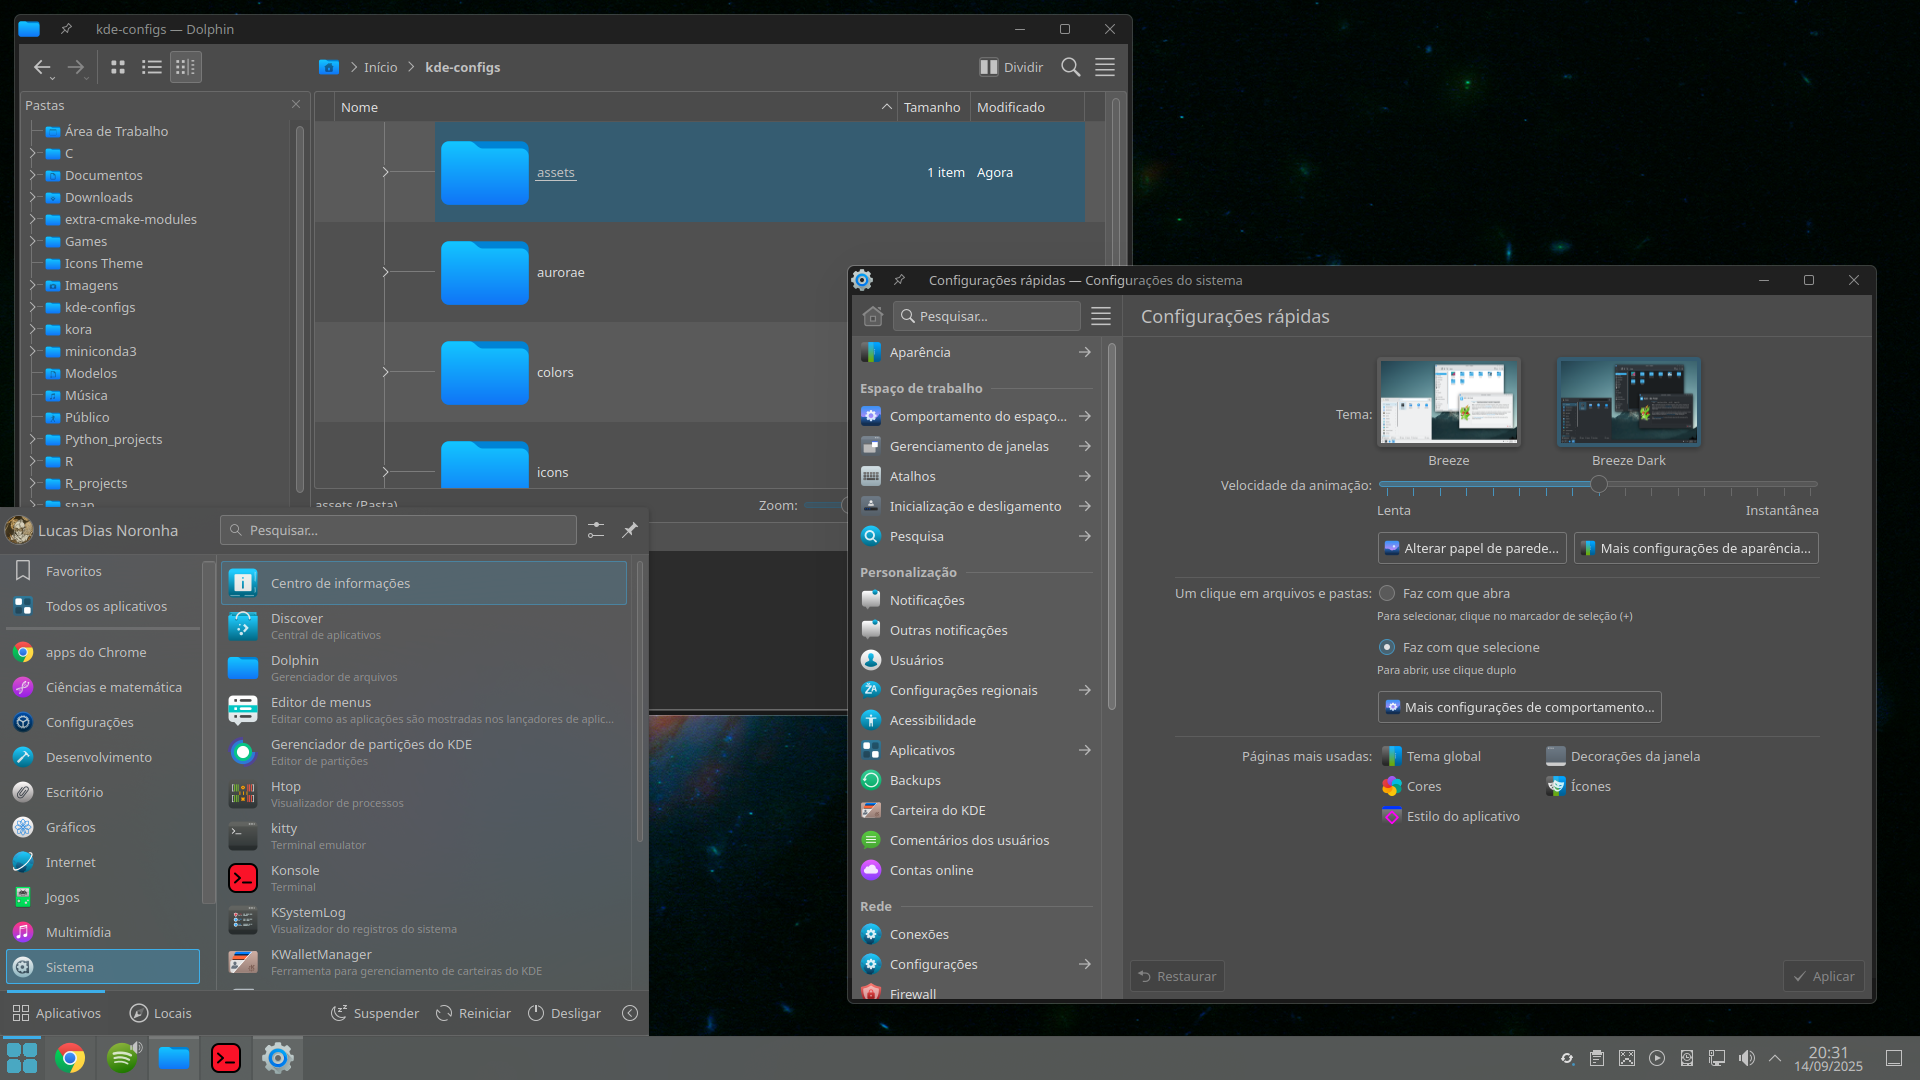 kde-configs — Dolphin
Início
kde-configs
Dividir
Pastas
Área de Trabalho
C
Documentos
Downloads
extra-cmake-modules
Games
Icons Theme
Imagens
kde-configs
kora
miniconda3
Modelos
Música
Público
Python_projects
R
R_projects
snap
Nome
Tamanho
Modificado
assets
1 item
Agora
aurorae
colors
icons
assets (Pasta)
Zoom:
Lucas Dias Noronha
Pesquisar...
Favoritos
Todos os aplicativos
apps do Chrome
Ciências e matemática
Configurações
Desenvolvimento
Escritório
Gráficos
Internet
Jogos
Multimídia
Sistema
Centro de informações
Discover
Central de aplicativos
Dolphin
Gerenciador de arquivos
Editor de menus
Editar como as aplicações são mostradas nos lançadores de aplic...
Gerenciador de partições do KDE
Editor de partições
Htop
Visualizador de processos
kitty
Terminal emulator
Konsole
Terminal
KSystemLog
Visualizador do registros do sistema
KWalletManager
Ferramenta para gerenciamento de carteiras do KDE
Aplicativos
Locais
Suspender
Reiniciar
Desligar
Configurações rápidas — Configurações do sistema
Pesquisar...
Aparência
Espaço de trabalho
Comportamento do espaço...
Gerenciamento de janelas
Atalhos
Inicialização e desligamento
Pesquisa
Personalização
Notificações
Outras notificações
Usuários
Configurações regionais
Acessibilidade
Aplicativos
Backups
Carteira do KDE
Comentários dos usuários
Contas online
Rede
Conexões
Configurações
Firewall
Configurações rápidas
Tema:
Breeze
Breeze Dark
Velocidade da animação:
Lenta
Instantânea
Alterar papel de parede...
Mais configurações de aparência...
Um clique em arquivos e pastas:
Faz com que abra
Para selecionar, clique no marcador de seleção (+)
Faz com que selecione
Para abrir, use clique duplo
Mais configurações de comportamento...
Páginas mais usadas:
Tema global
Decorações da janela
Cores
Ícones
Estilo do aplicativo
Restaurar
Aplicar
20:31
14/09/2025